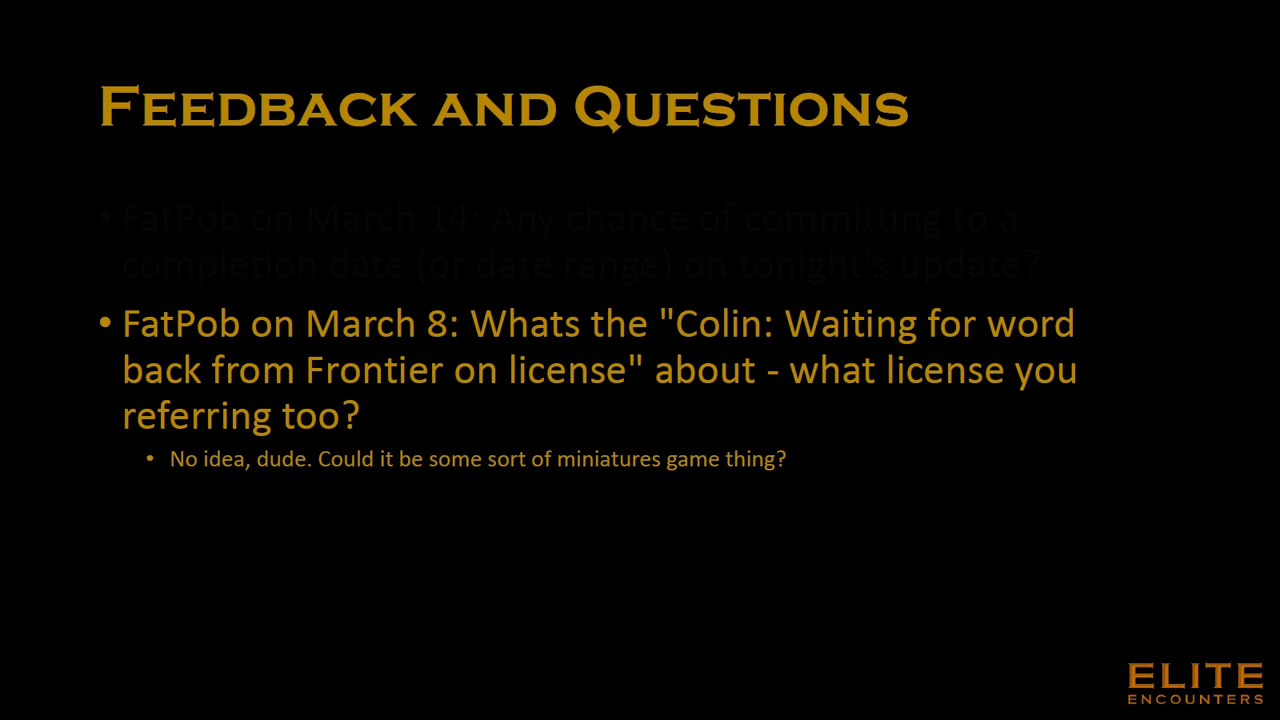 Feedback and Questions
• FatPob on March 14: Any chance of committing to a
completion date (or date range) on tonight's update?
• FatPob on March 8: Whats the "Colin: Waiting for word
back from Frontier on license" about - what license you
referring too?
• No idea, dude. Could it be some sort of miniatures game thing?
ELITE
ENCOUNTERS